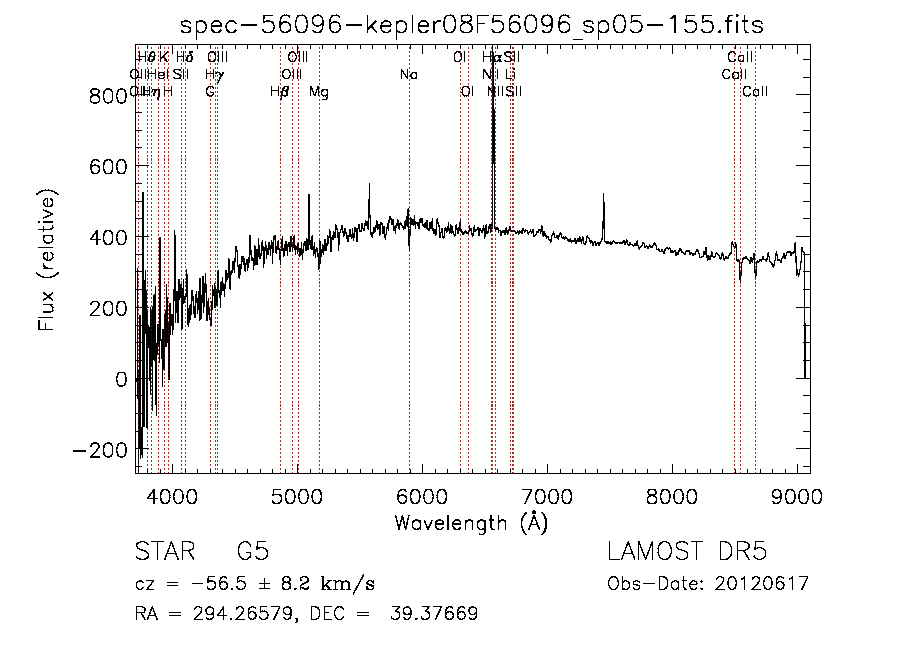 spec-56096-kepler08F56096_sp05-155.fits
Hθ K Hδ OIII OIII OI Hα SII CaII
OII HeI SII Hγ OIII Na NII Li CaII
OII Hη H G Hβ Mg OI NII SII CaII
800
600
400
200
0
-200
Flux (relative)
4000 5000 6000 7000 8000 9000
Wavelength (Å)
STAR G5 LAMOST DR5
cz = -56.5 ± 8.2 km/s Obs-Date: 20120617
RA = 294.26579, DEC = 39.37669